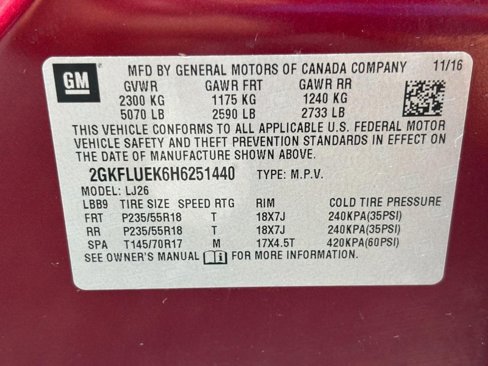 GM
MFD BY GENERAL MOTORS OF CANADA COMPANY 11/16
GVWR GAWR FRT GAWR RR
2300 KG 1175 KG 1240 KG
5070 LB 2590 LB 2733 LB
THIS VEHICLE CONFORMS TO ALL APPLICABLE U.S. FEDERAL MOTOR
VEHICLE SAFETY AND THEFT PREVENTION STANDARDS IN EFFECT
ON THE DATE OF MANUFACTURE SHOWN ABOVE.
2GKFLUEK6H6251440 TYPE: M.P.V.
MODEL: LJ26
LBB9 TIRE SIZE SPEED RTG RIM COLD TIRE PRESSURE
FRT P235/55R18 T 18X7J 240KPA(35PSI)
RR P235/55R18 T 18X7J 240KPA(35PSI)
SPA T145/70R17 M 17X4.5T 420KPA(60PSI)
SEE OWNER'S MANUAL i FOR MORE INFORMATION.